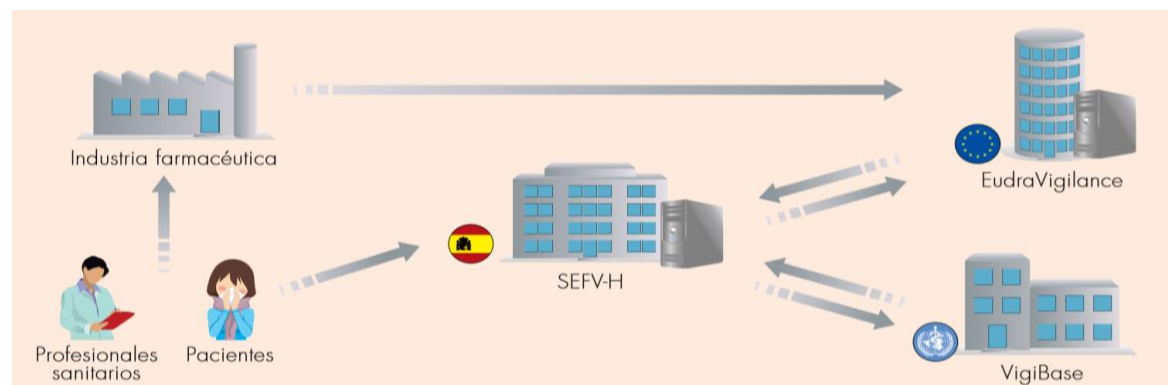 Industria farmacéutica
EudraVigilance
SEFV-H
Profesionales
sanitarios
Pacientes
VigiBase